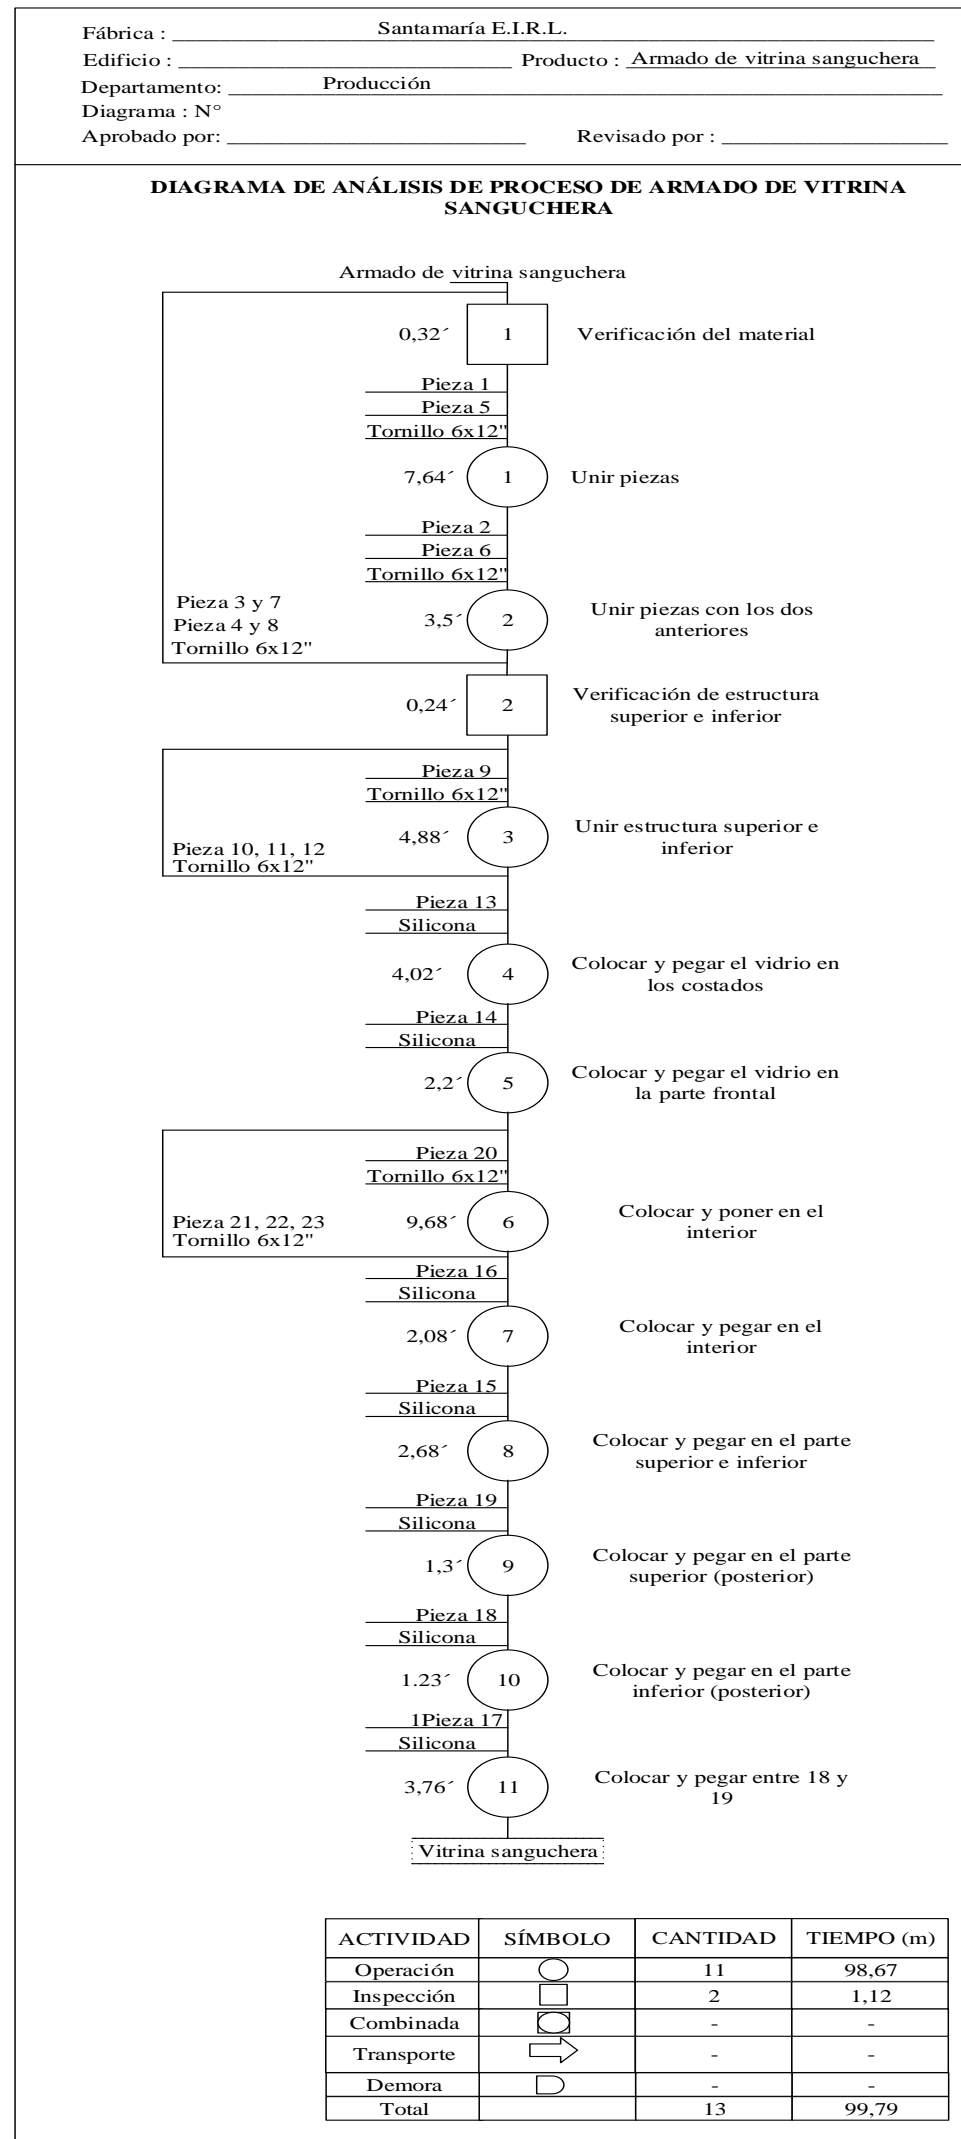 Fábrica : Santamaría E.I.R.L.
Edificio : Producto : Armado de vitrina sanguchera
Departamento: Producción
Diagrama : N°
Aprobado por: Revisado por :
DIAGRAMA DE ANÁLISIS DE PROCESO DE ARMADO DE VITRINA
SANGUCHERA
Armado de vitrina sanguchera
0,32´ 1 Verificación del material
Pieza 1
Pieza 5
Tornillo 6x12"
7,64´ 1 Unir piezas
Pieza 2
Pieza 6
Tornillo 6x12"
Pieza 3 y 7
Pieza 4 y 8
Tornillo 6x12"
3,5´ 2 Unir piezas con los dos
anteriores
0,24´ 2 Verificación de estructura
superior e inferior
Pieza 9
Tornillo 6x12"
4,88´ 3 Unir estructura superior e
inferior
Pieza 10, 11, 12
Tornillo 6x12"
Pieza 13
Silicona
4,02´ 4 Colocar y pegar el vidrio en
los costados
Pieza 14
Silicona
2,2´ 5 Colocar y pegar el vidrio en
la parte frontal
Pieza 20
Tornillo 6x12"
Pieza 21, 22, 23
Tornillo 6x12"
9,68´ 6 Colocar y poner en el
interior
Pieza 16
Silicona
2,08´ 7 Colocar y pegar en el
interior
Pieza 15
Silicona
2,68´ 8 Colocar y pegar en el parte
superior e inferior
Pieza 19
Silicona
1,3´ 9 Colocar y pegar en el parte
superior (posterior)
Pieza 18
Silicona
1.23´ 10 Colocar y pegar en el parte
inferior (posterior)
1Pieza 17
Silicona
3,76´ 11 Colocar y pegar entre 18 y
19
Vitrina sanguchera
ACTIVIDAD SÍMBOLO CANTIDAD TIEMPO (m)
Operación 11 98,67
Inspección 2 1,12
Combinada - -
Transporte - -
Demora - -
Total 13 99,79